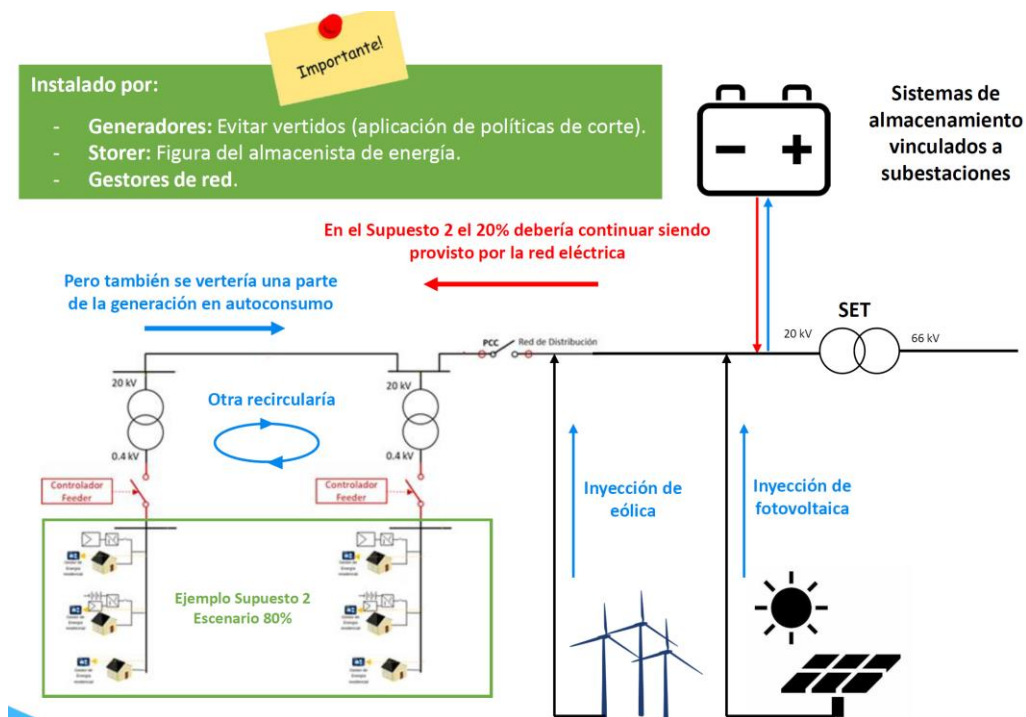 Importante!
Instalado por:
- Generadores: Evitar vertidos (aplicación de políticas de corte).
- Storer: Figura del almacenista de energía.
- Gestores de red.
Sistemas de
almacenamiento
vinculados a
subestaciones
En el Supuesto 2 el 20% debería continuar siendo
provisto por la red eléctrica
Pero también se vertería una parte
de la generación en autoconsumo
SET
20 kV
66 kV
PCC
Red de Distribución
20 kV
20 kV
Otra recircularía
0.4 kV
0.4 kV
Controlador
Feeder
Controlador
Feeder
Inyección de
eólica
Inyección de
fotovoltaica
Ejemplo Supuesto 2
Escenario 80%